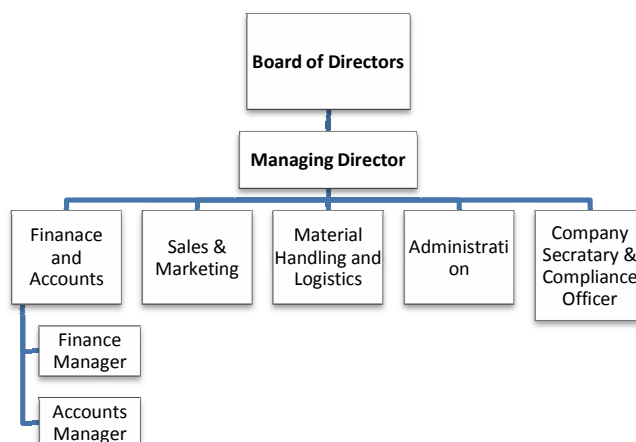 Board of Directors
Managing Director
Finanace
and
Accounts
Sales &
Marketing
Material
Handling and
Logistics
Administrati
on
Company
Secratary &
Compliance
Officer
Finance
Manager
Accounts
Manager